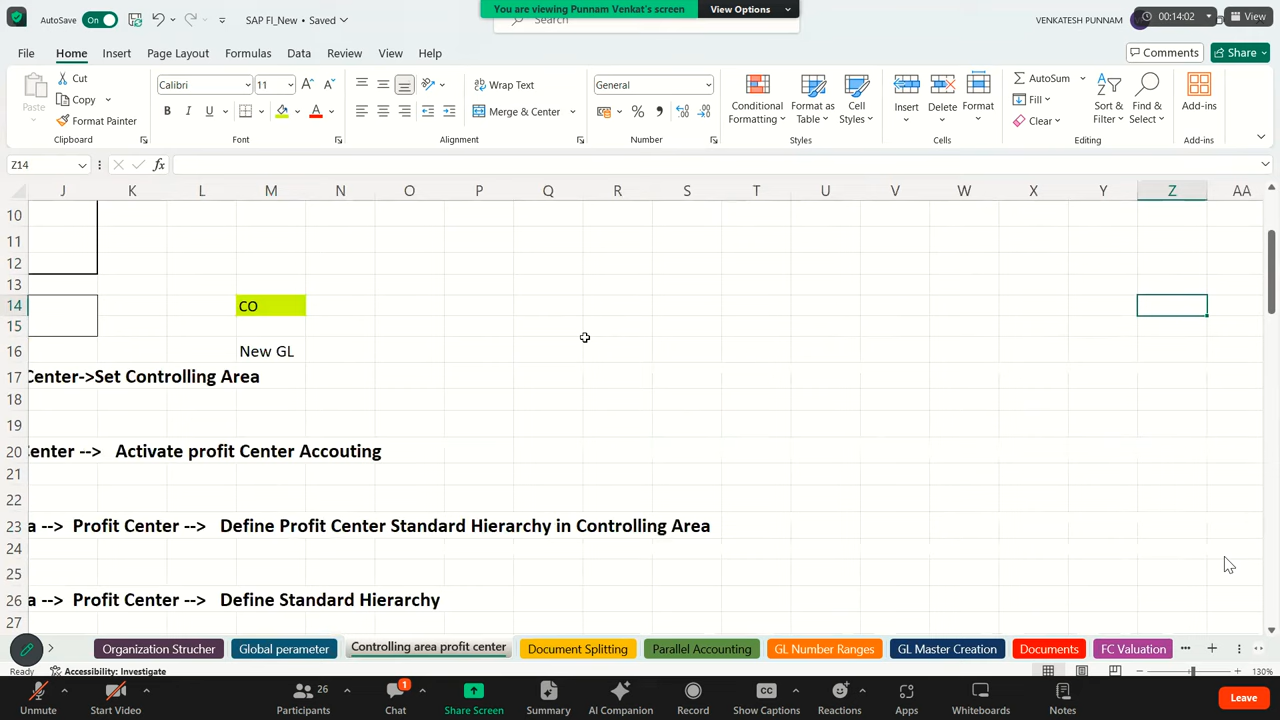 AutoSave On SAP FI_New • Saved
You are viewing Punnam Venkat's screen View Options
Search
VENKATESH PUNNAM 00:14:02 View
File Home Insert Page Layout Formulas Data Review View Help Comments Share
Paste Cut Copy Format Painter
Calibri 11
B I U A
Wrap Text
Merge & Center
General
Conditional Formatting Format as Table Cell Styles
Insert Delete Format
AutoSum Fill Clear
Sort & Filter Find & Select
Add-ins
Clipboard Font Alignment Number Styles Cells Editing Add-ins
Z14 fx
J K L M N O P Q R S T U V W X Y Z AA
10
11
12
13
14 CO
15
16 New GL
17 Center->Set Controlling Area
18
19
20 Center --> Activate profit Center Accouting
21
22
23 a --> Profit Center --> Define Profit Center Standard Hierarchy in Controlling Area
24
25
26 a --> Profit Center --> Define Standard Hierarchy
27
Organization Strucher Global perameter Controlling area profit center Document Splitting Parallel Accounting GL Number Ranges GL Master Creation Documents FC Valuation
Ready Accessibility: Investigate 130%
Unmute Start Video Participants 26 Chat 1 Share Screen Summary AI Companion Record Show Captions Reactions Apps Whiteboards Notes Leave